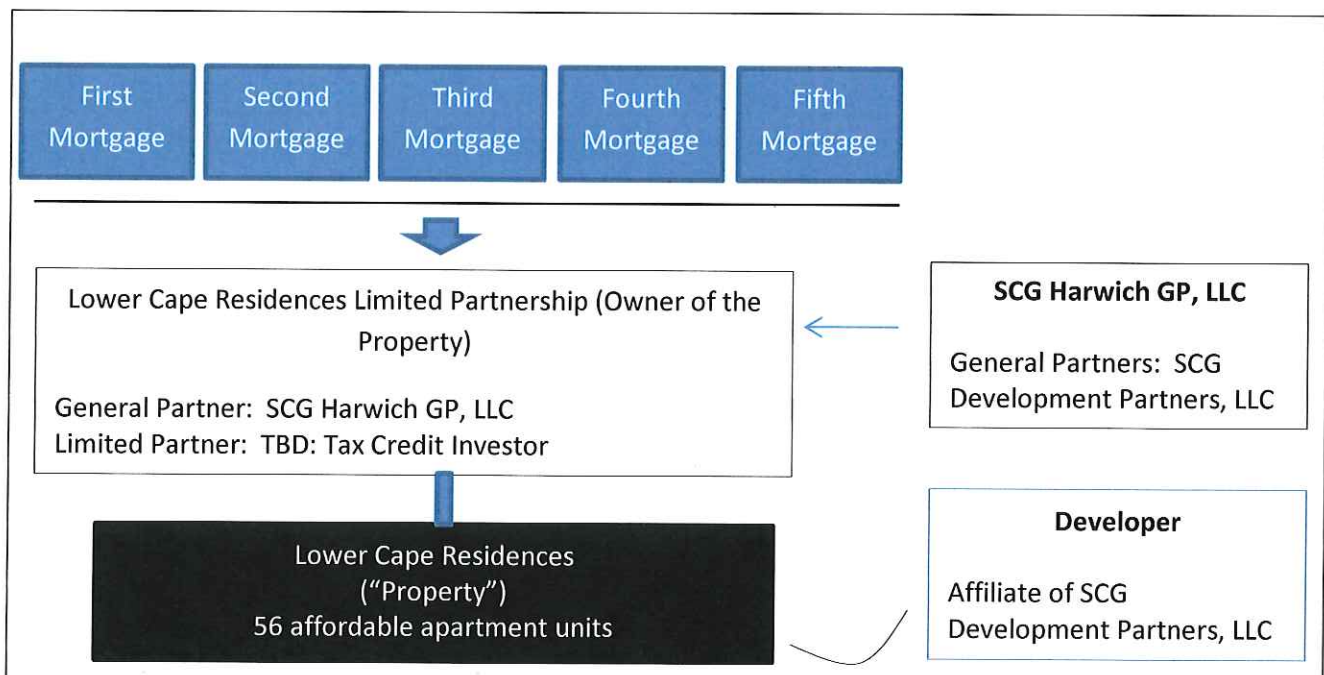 First
Mortgage
Second
Mortgage
Third
Mortgage
Fourth
Mortgage
Fifth
Mortgage
Lower Cape Residences Limited Partnership (Owner of the
Property)
General Partner: SCG Harwich GP, LLC
Limited Partner: TBD: Tax Credit Investor
SCG Harwich GP, LLC
General Partners: SCG
Development Partners, LLC
Lower Cape Residences
(“Property”)
56 affordable apartment units
Developer
Affiliate of SCG
Development Partners, LLC